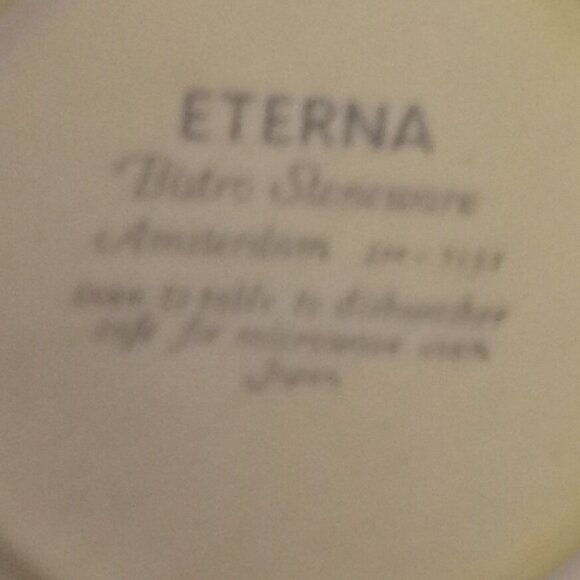 ETERNA
Bistro Stoneware
Amsterdam
oven to table to dishwasher
safe for microwave oven
Japan